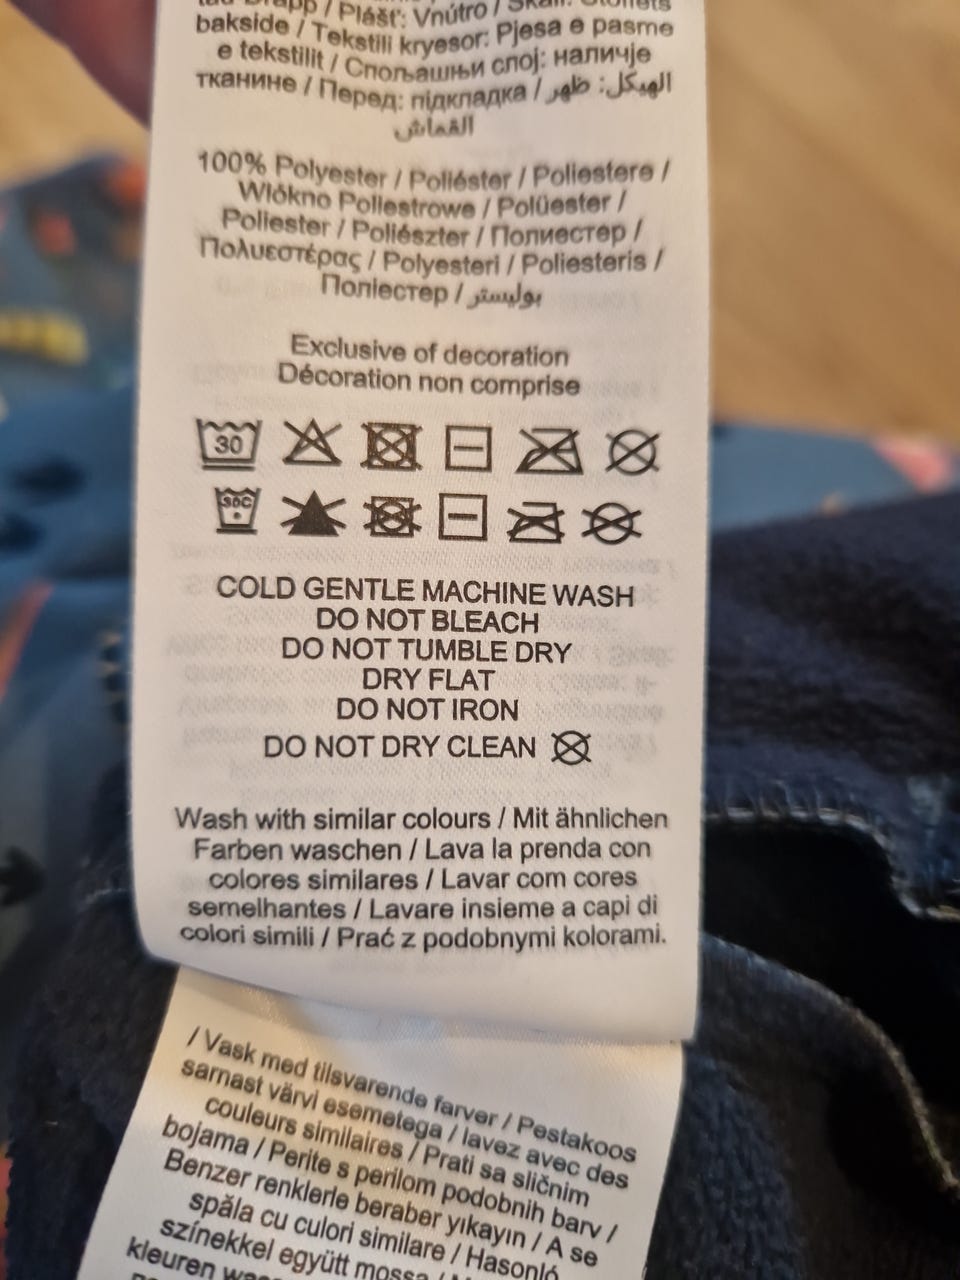 / Plášť: Vnútro / Skall: Stoffets
bakside / Tekstili kryesor: Pjesa e pasme
e tekstilit / Спољашњи слој: наличје
тканине / Перед: підкладка / الهيكل: ظهر
القماش
100% Polyester / Poliéster / Poliestere /
Włókno Poliestrowe / Polüester /
Poliester / Poliészter / Полиестер /
Πολυεστέρας / Polyesteri / Poliesteris /
Поліестер / بوليستر
Exclusive of decoration
Décoration non comprise
30
30C
COLD GENTLE MACHINE WASH
DO NOT BLEACH
DO NOT TUMBLE DRY
DRY FLAT
DO NOT IRON
DO NOT DRY CLEAN
Wash with similar colours / Mit ähnlichen
Farben waschen / Lava la prenda con
colores similares / Lavar com cores
semelhantes / Lavare insieme a capi di
colori simili / Prać z podobnymi kolorami.
/ Vask med tilsvarende farver / Pestakoos
sarnast värvi esemetega / lavez avec des
couleurs similaires / Prati sa sličnim
bojama / Perite s perilom podobnih barv /
Benzer renklerle beraber yıkayın / A se
spăla cu culori similare / Hasonló
színekkel együtt mossa /
kleuren